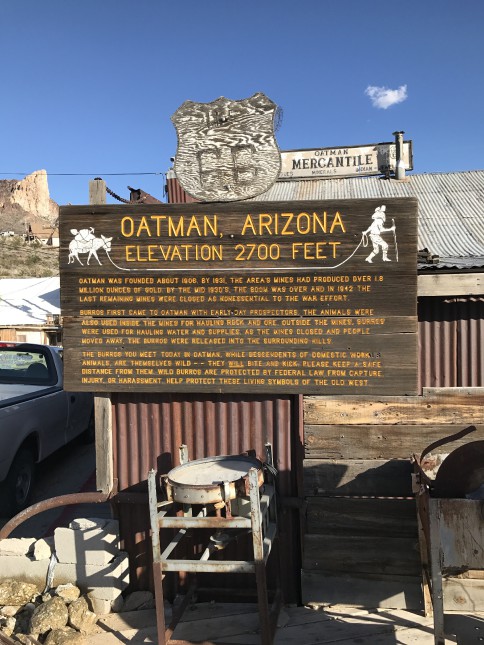 66
OATMAN
MERCANTILE
OATMAN, ARIZONA
ELEVATION 2700 FEET
OATMAN WAS FOUNDED ABOUT 1906. BY 1931, THE AREA'S MINES HAD PRODUCED OVER 1.8
MILLION OUNCES OF GOLD. BY THE MID 1930'S, THE BOOM WAS OVER AND IN 1942 THE
LAST REMAINING MINES WERE CLOSED AS NONESSENTIAL TO THE WAR EFFORT.
BURROS FIRST CAME TO OATMAN WITH EARLY-DAY PROSPECTORS. THE ANIMALS WERE
ALSO USED INSIDE THE MINES FOR HAULING ROCK AND ORE. OUTSIDE THE MINES, BURROS
WERE USED FOR HAULING WATER AND SUPPLIES. AS THE MINES CLOSED AND PEOPLE
MOVED AWAY, THE BURROS WERE RELEASED INTO THE SURROUNDING HILLS.
THE BURROS YOU MEET TODAY IN OATMAN, WHILE DESCENDENTS OF DOMESTIC WORK
ANIMALS, ARE THEMSELVES WILD -- THEY WILL BITE AND KICK. PLEASE KEEP A SAFE
DISTANCE FROM THEM. WILD BURROS ARE PROTECTED BY FEDERAL LAW FROM CAPTURE
INJURY, OR HARASSMENT. HELP PROTECT THESE LIVING SYMBOLS OF THE OLD WEST.